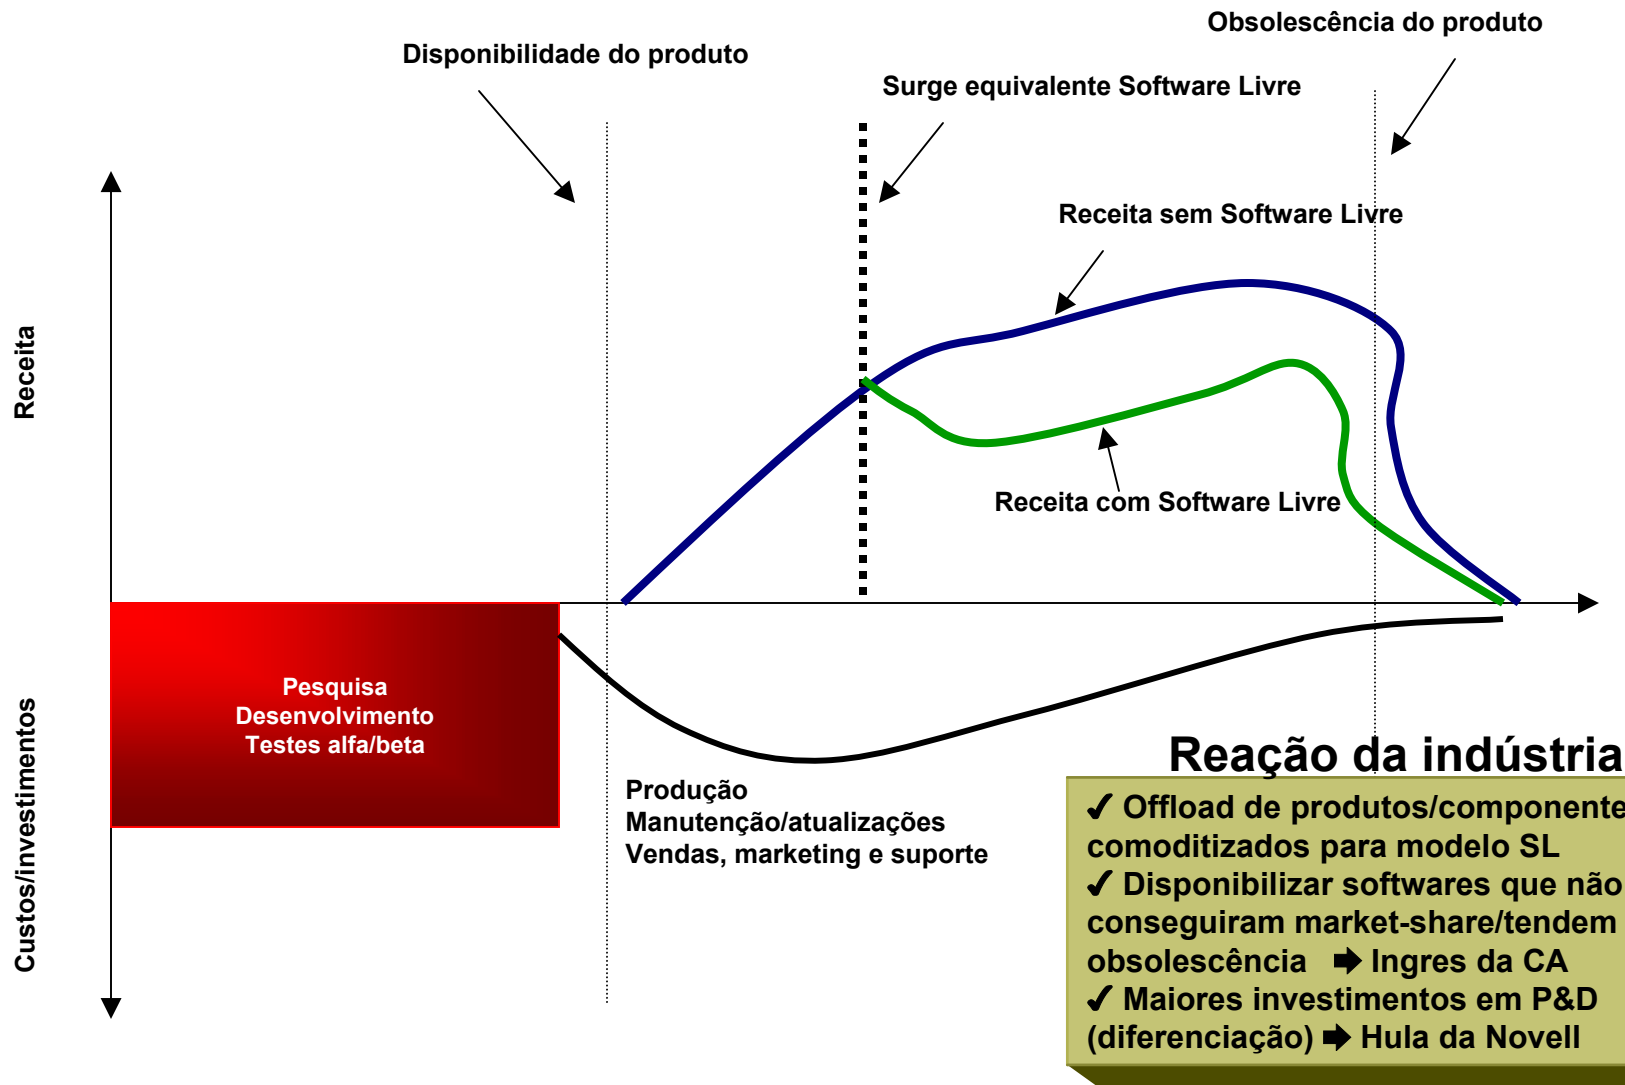 Obsolescência do produto
Disponibilidade do produto
Surge equivalente Software Livre
Receita sem Software Livre
Receita
Receita com Software Livre
Pesquisa
Desenvolvimento
Testes alfa/beta
Custos/investimentos
Produção
Manutenção/atualizações
Vendas, marketing e suporte
Reação da indústria
✔ Offload de produtos/componente
comoditizados para modelo SL
✔ Disponibilizar softwares que não
conseguiram market-share/tendem
obsolescência ➨ Ingres da CA
✔ Maiores investimentos em P&D
(diferenciação) ➨ Hula da Novell